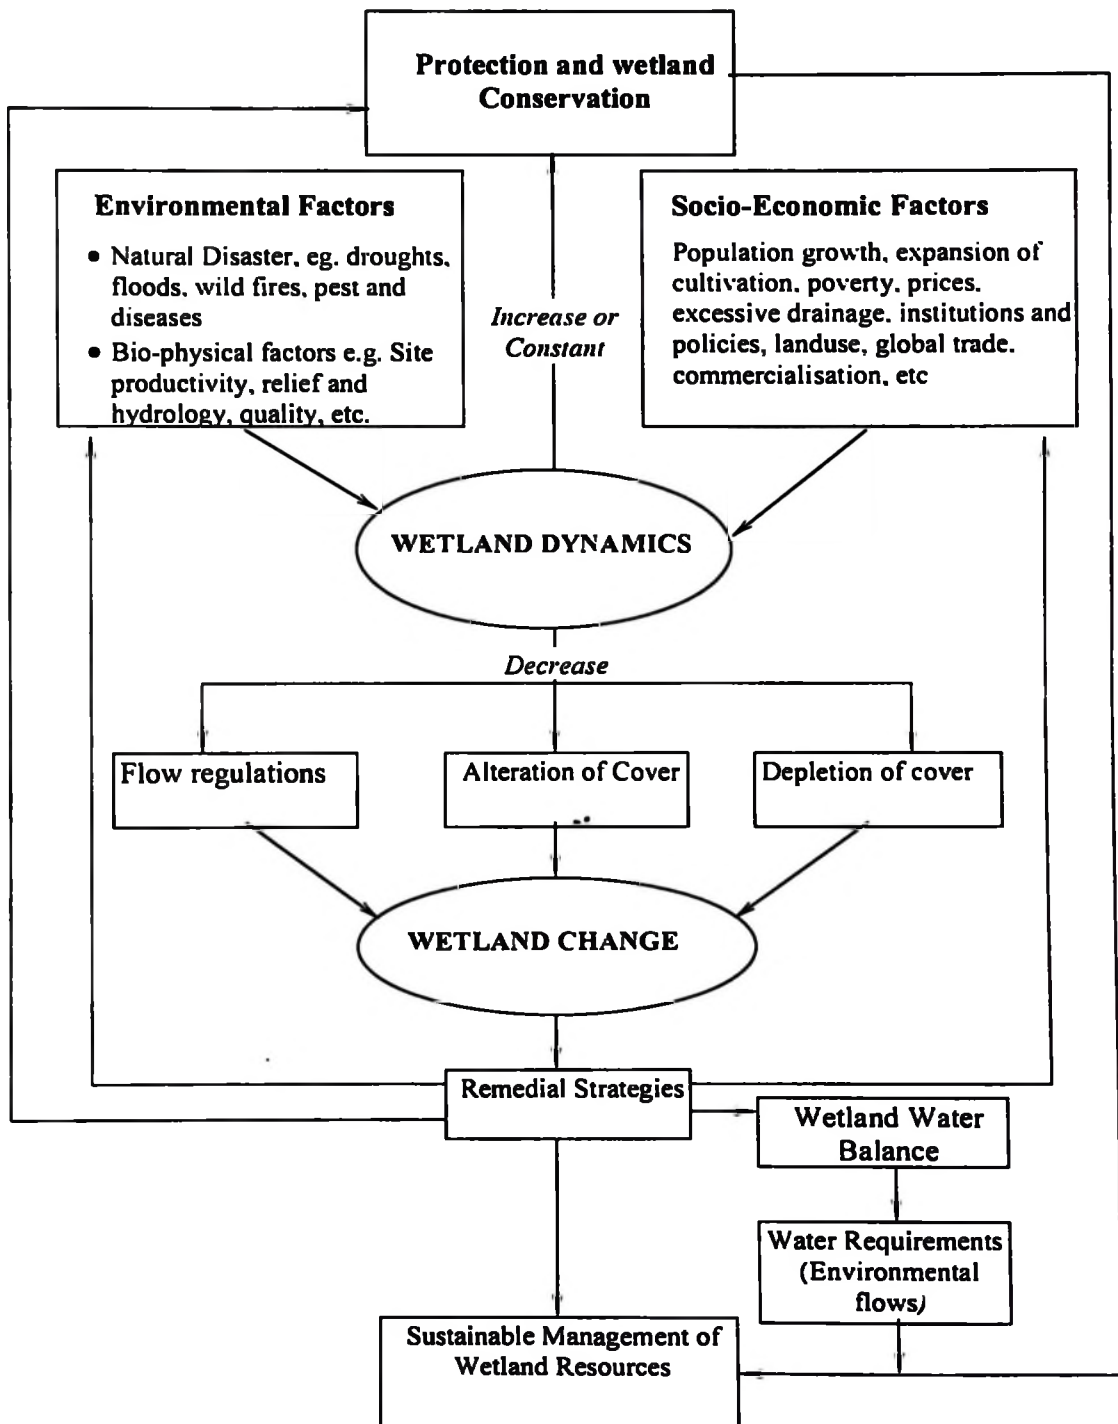 Protection and wetland
Conservation
Environmental Factors
• Natural Disaster, eg. droughts,
floods, wild fires, pest and
diseases
• Bio-physical factors e.g. Site
productivity, relief and
hydrology, quality, etc.
Socio-Economic Factors
Population growth, expansion of
cultivation, poverty, prices,
excessive drainage, institutions and
policies, landuse, global trade,
commercialisation, etc
Increase or
Constant
WETLAND DYNAMICS
Decrease
Flow regulations
Alteration of Cover
Depletion of cover
WETLAND CHANGE
Remedial Strategies
Wetland Water
Balance
Water Requirements
(Environmental
flows)
Sustainable Management of
Wetland Resources